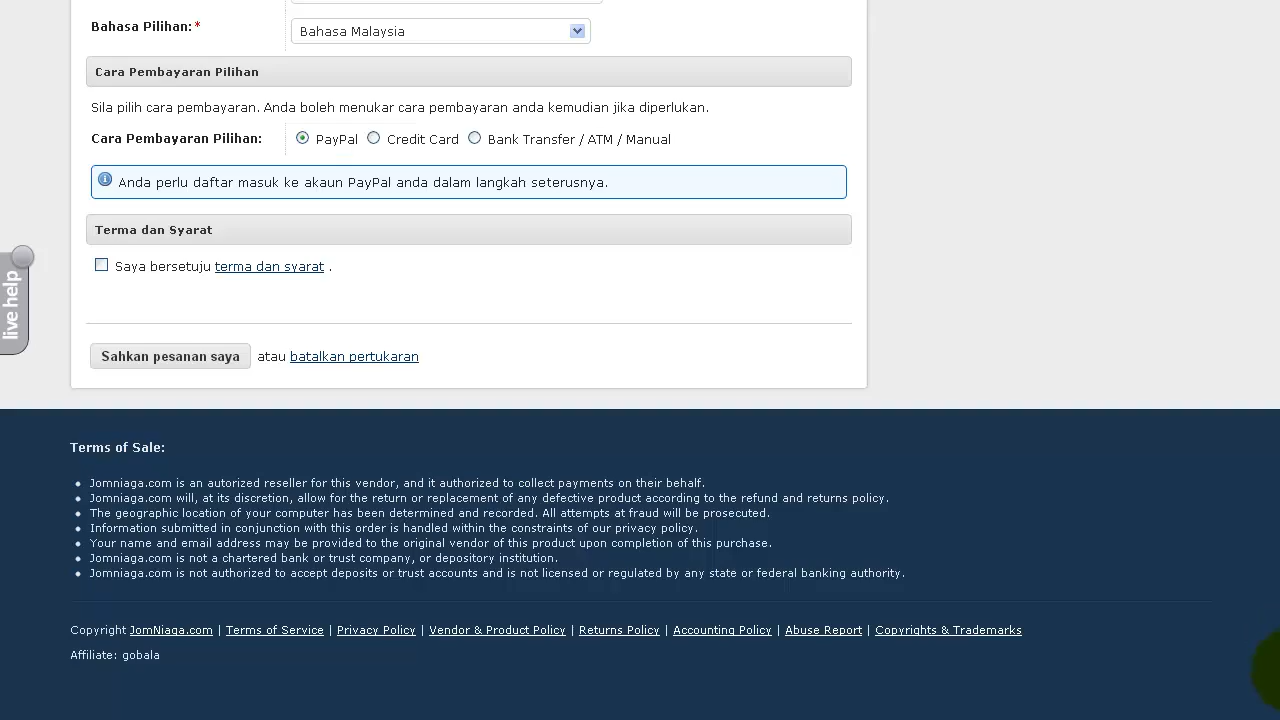 Bahasa Pilihan:*
Bahasa Malaysia
Cara Pembayaran Pilihan
Sila pilih cara pembayaran. Anda boleh menukar cara pembayaran anda kemudian jika diperlukan.
Cara Pembayaran Pilihan: PayPal Credit Card Bank Transfer / ATM / Manual
Anda perlu daftar masuk ke akaun PayPal anda dalam langkah seterusnya.
Terma dan Syarat
Saya bersetuju terma dan syarat .
live help
Sahkan pesanan saya atau batalkan pertukaran
Terms of Sale:
Jomniaga.com is an autorized reseller for this vendor, and it authorized to collect payments on their behalf.
Jomniaga.com will, at its discretion, allow for the return or replacement of any defective product according to the refund and returns policy.
The geographic location of your computer has been determined and recorded. All attempts at fraud will be prosecuted.
Information submitted in conjunction with this order is handled within the constraints of our privacy policy.
Your name and email address may be provided to the original vendor of this product upon completion of this purchase.
Jomniaga.com is not a chartered bank or trust company, or depository institution.
Jomniaga.com is not authorized to accept deposits or trust accounts and is not licensed or regulated by any state or federal banking authority.
Copyright JomNiaga.com | Terms of Service | Privacy Policy | Vendor & Product Policy | Returns Policy | Accounting Policy | Abuse Report | Copyrights & Trademarks
Affiliate: gobala